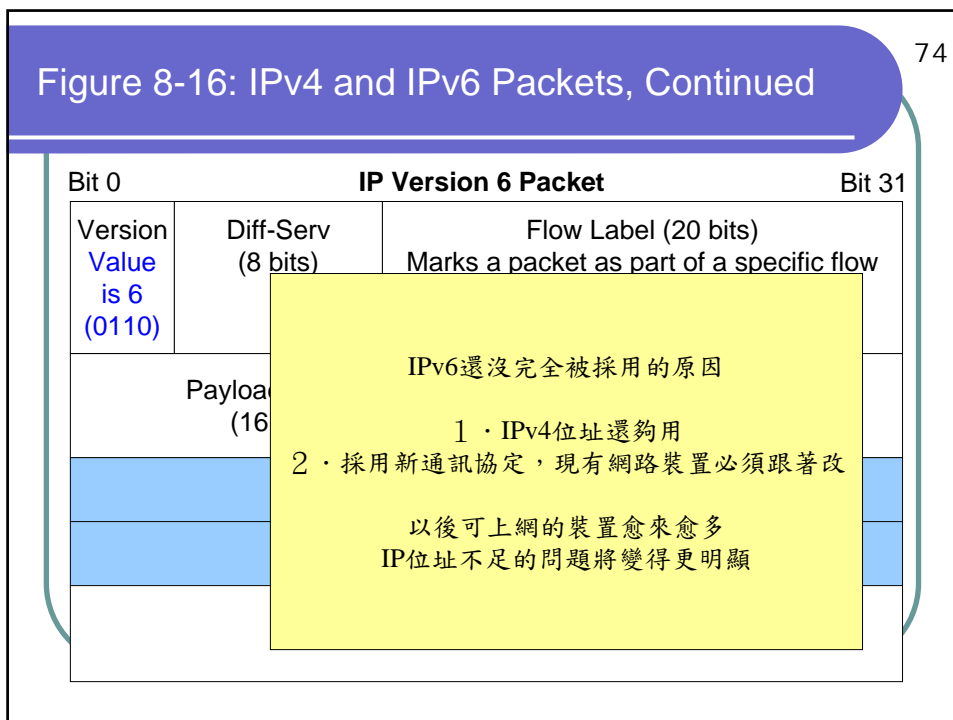 74
Figure 8-16: IPv4 and IPv6 Packets, Continued
Bit 0 IP Version 6 Packet Bit 31
Version Diff-Serv Flow Label (20 bits)
Value (8 bits) Marks a packet as part of a specific flow
is 6
(0110)
IPv6還沒完全被採用的原因
(16
1．IPv4位址還夠用
2．採用新通訊協定，現有網路裝置必須跟著改
以後可上網的裝置愈來愈多
IP位址不足的問題將變得更明顯